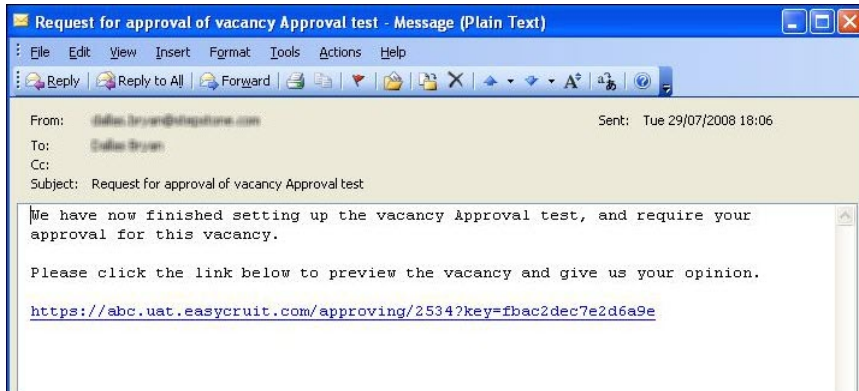 Request for approval of vacancy Approval test - Message (Plain Text)
File Edit View Insert Format Tools Actions Help
Reply Reply to All Forward
From: Sent: Tue 29/07/2008 18:06
To:
Cc:
Subject: Request for approval of vacancy Approval test
We have now finished setting up the vacancy Approval test, and require your
approval for this vacancy.
Please click the link below to preview the vacancy and give us your opinion.
https://abc.uat.easycruit.com/approving/2534?key=fbac2dec7e2d6a9e